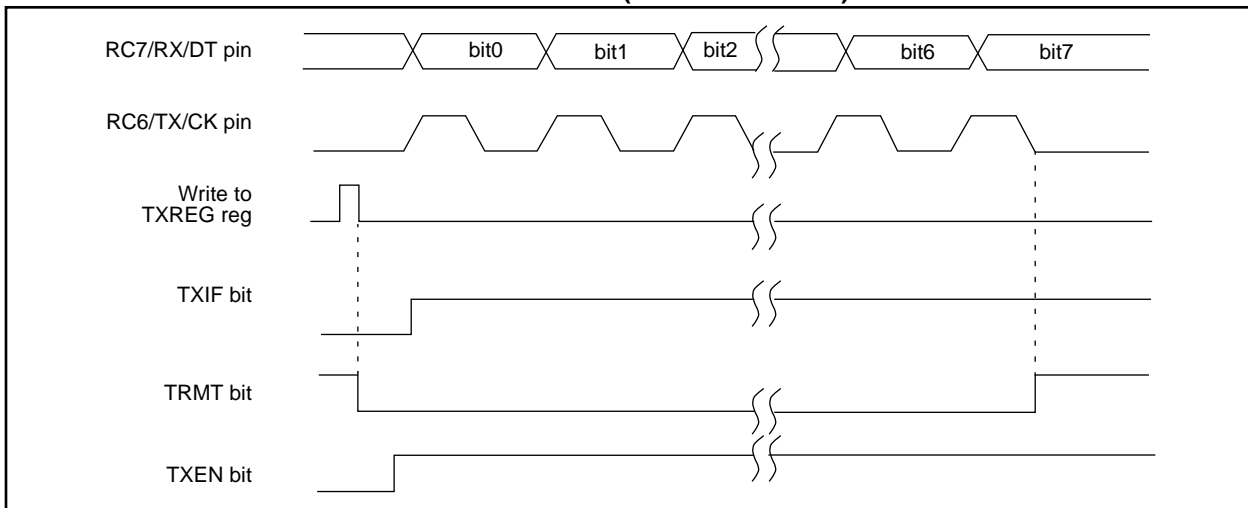 RC7/RX/DT pin
bit0 bit1 bit2 bit6 bit7
RC6/TX/CK pin
Write to
TXREG reg
TXIF bit
TRMT bit
TXEN bit